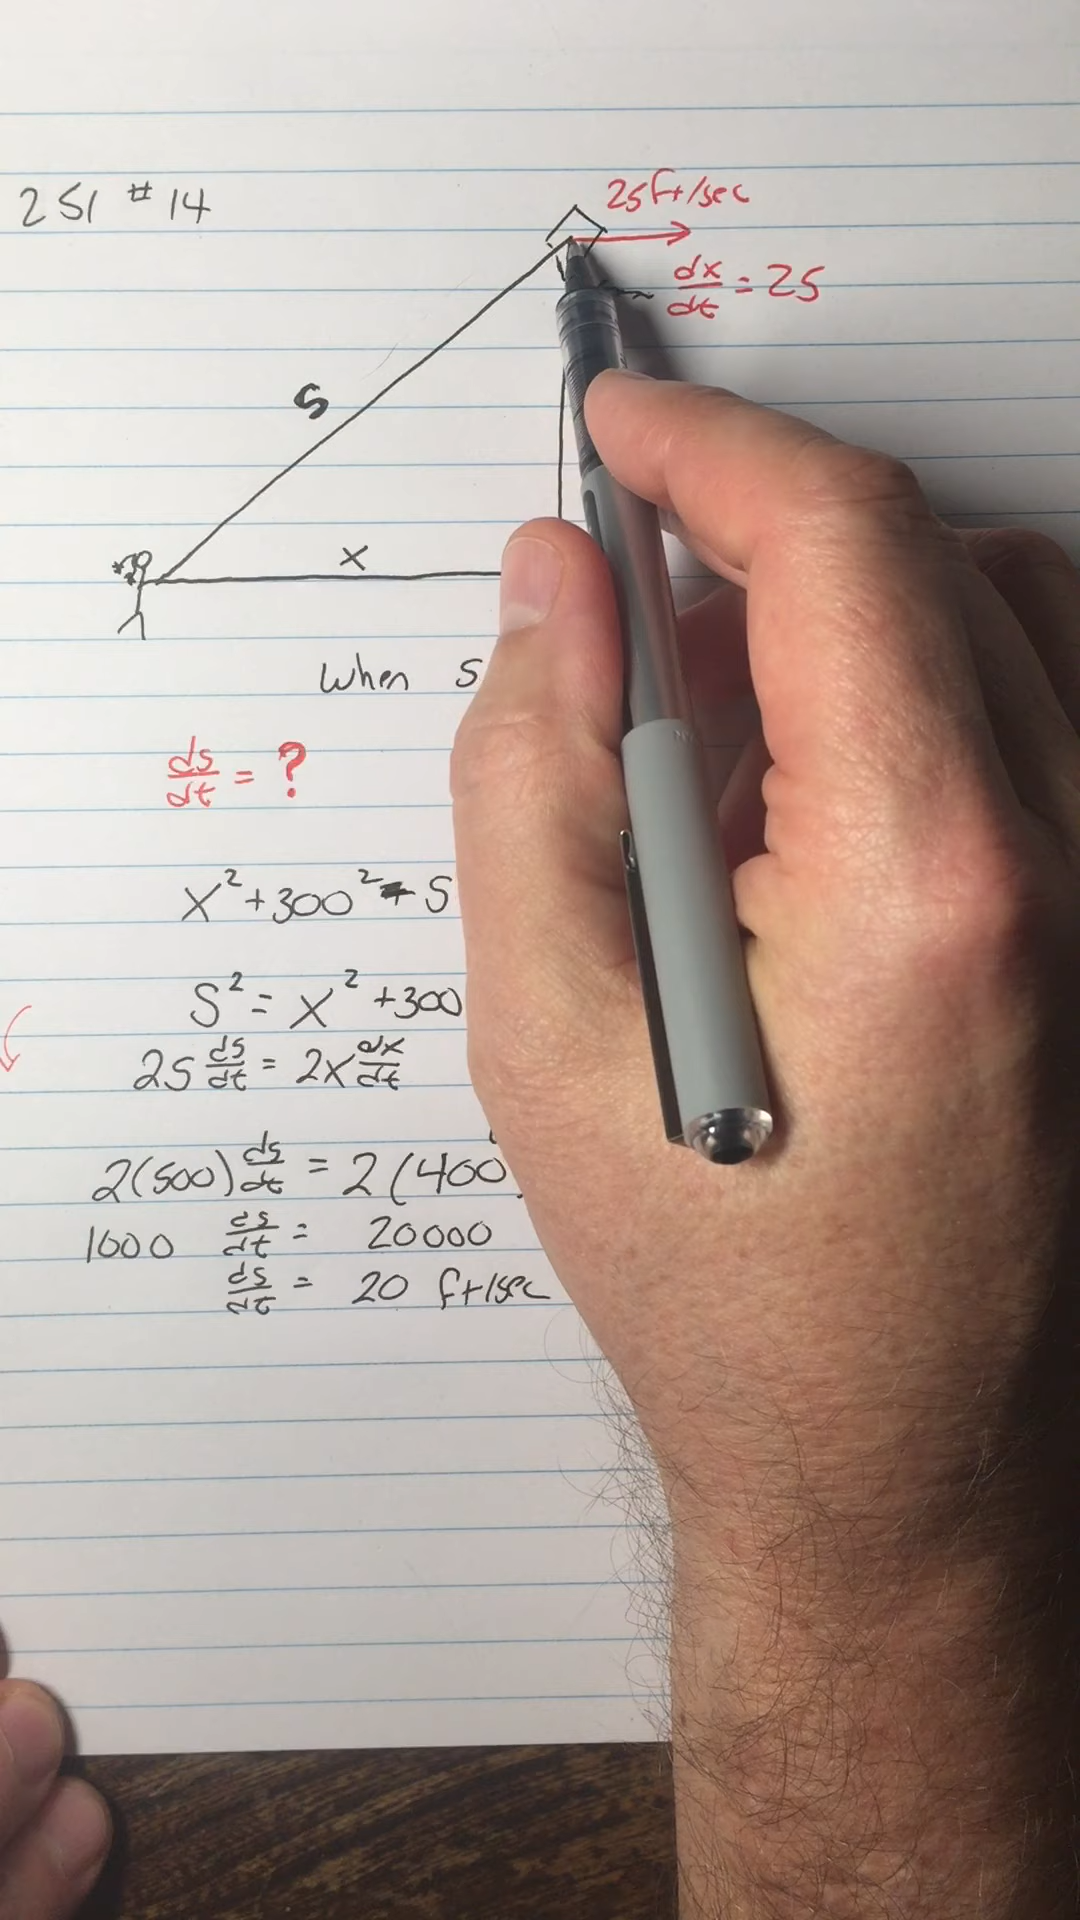 251 #14
25ft/sec
dx/dt = 25
S
x
when s
ds/dt = ?
x²+300² = S
S² = x² +300
2S ds/dt = 2x dx/dt
2(500) ds/dt = 2(400
1000 ds/dt = 20000
ds/dt = 20 ft/sec